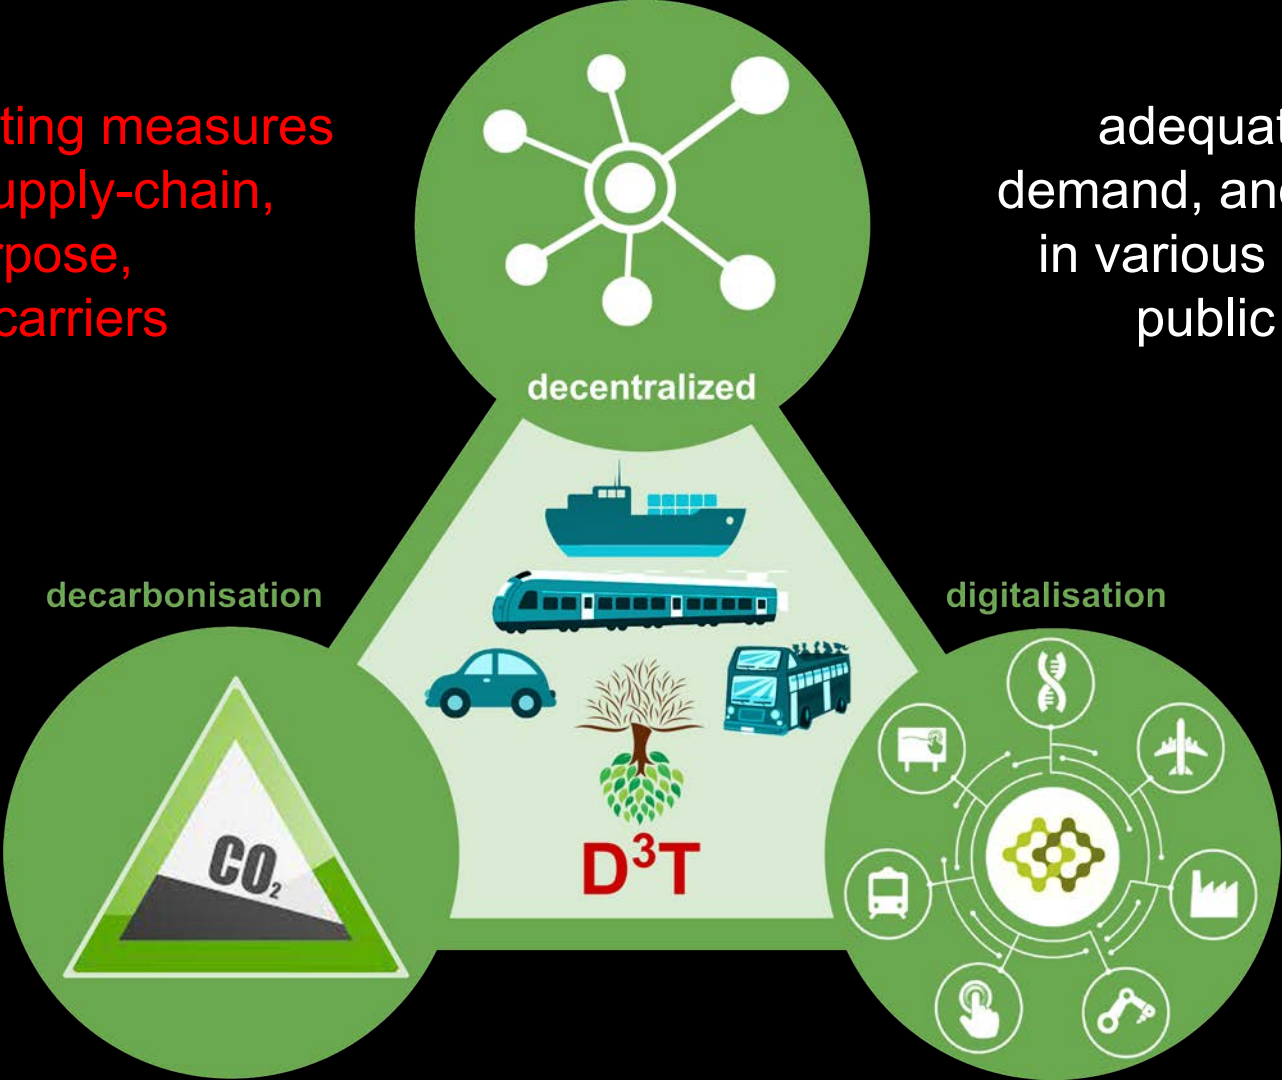 ting measures
upply-chain,
rpose,
carriers
adequat
demand, and
in various
public
decentralized
decarbonisation
digitalisation
CO₂
D³T